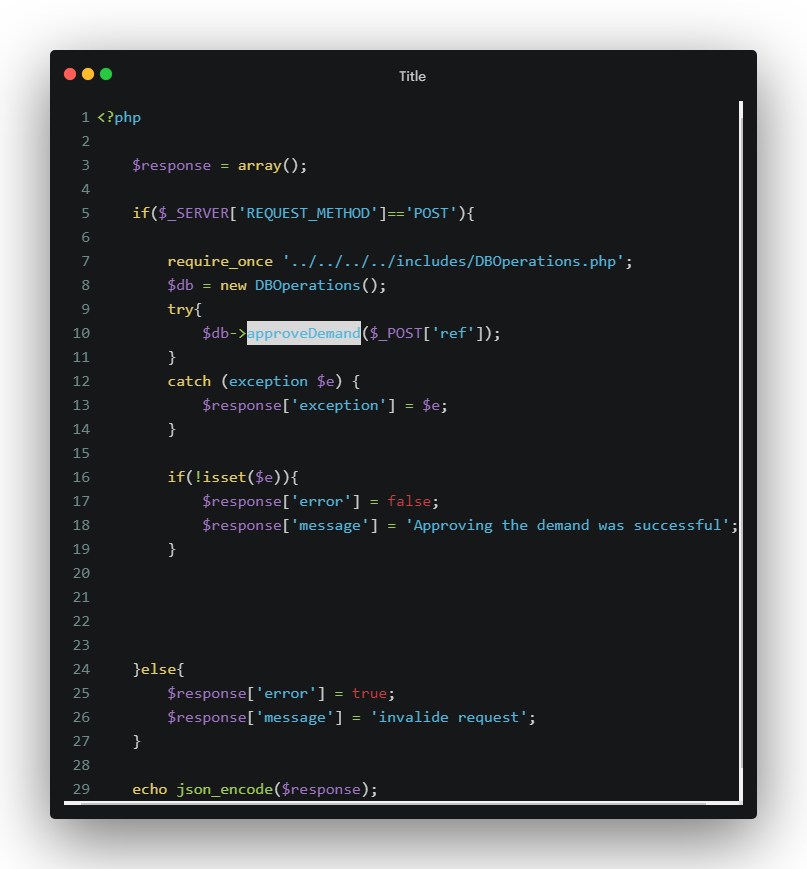 Title
1 <?php
2
3 $response = array();
4
5 if($_SERVER['REQUEST_METHOD']=='POST'){
6
7 require_once '../../../../includes/DBOperations.php';
8 $db = new DBOperations();
9 try{
10 $db->approveDemand($_POST['ref']);
11 }
12 catch (exception $e) {
13 $response['exception'] = $e;
14 }
15
16 if(!isset($e)){
17 $response['error'] = false;
18 $response['message'] = 'Approving the demand was successful';
19 }
20
21
22
23
24 }else{
25 $response['error'] = true;
26 $response['message'] = 'invalide request';
27 }
28
29 echo json_encode($response);